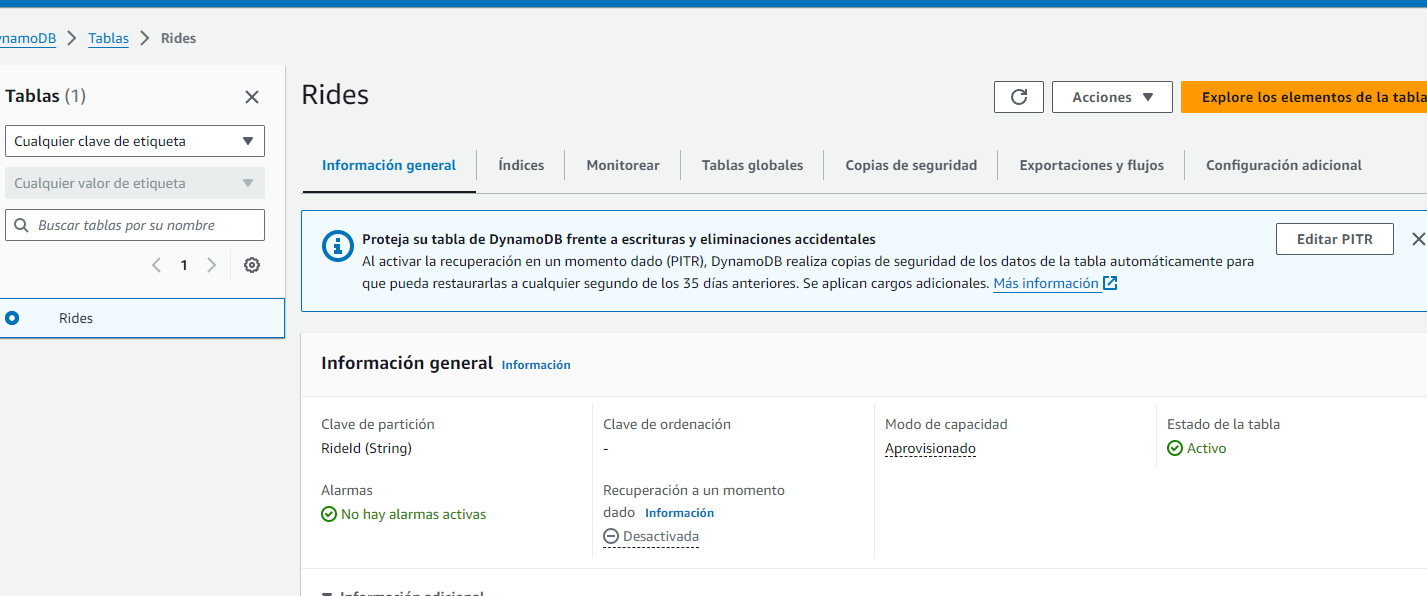 ynamoDB > Tablas > Rides
Tablas (1)
Cualquier clave de etiqueta
Cualquier valor de etiqueta
Buscar tablas por su nombre
1
Rides
Rides
Acciones
Explore los elementos de la tabla
Información general
Índices
Monitorear
Tablas globales
Copias de seguridad
Exportaciones y flujos
Configuración adicional
Proteja su tabla de DynamoDB frente a escrituras y eliminaciones accidentales
Al activar la recuperación en un momento dado (PITR), DynamoDB realiza copias de seguridad de los datos de la tabla automáticamente para
que pueda restaurarlas a cualquier segundo de los 35 días anteriores. Se aplican cargos adicionales. Más información
Editar PITR
Información general Información
Clave de partición
RideId (String)
Clave de ordenación
-
Modo de capacidad
Aprovisionado
Estado de la tabla
Activo
Alarmas
No hay alarmas activas
Recuperación a un momento
dado Información
Desactivada
Información adicional